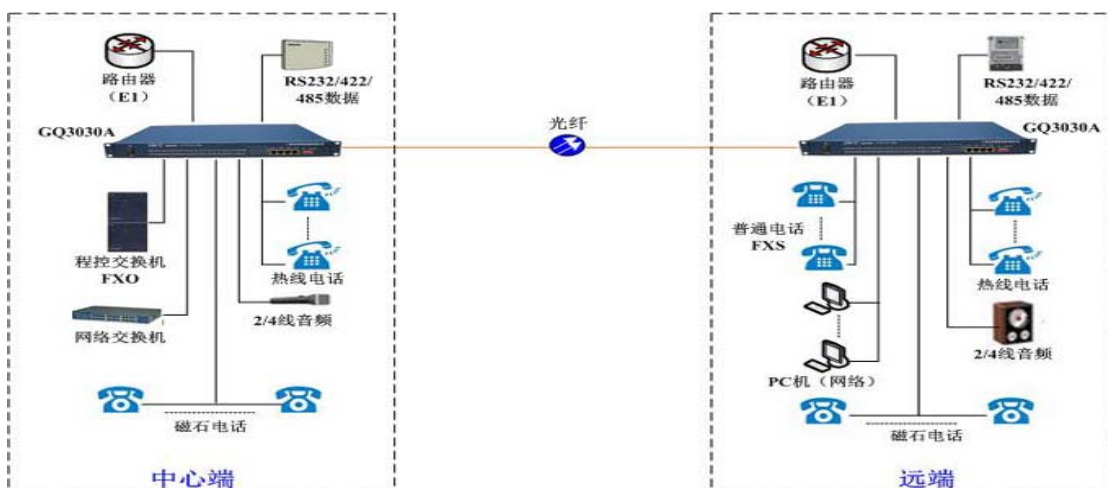 路由器
（E1）
RS232/422/
485数据
GQ3030A
程控交换机
FXO
热线电话
网络交换机
2/4线音频
磁石电话
中心端
光纤
路由器
（E1）
RS232/422/
485数据
GQ3030A
普通电话
FXS
热线电话
2/4线音频
PC机（网络）
磁石电话
远端